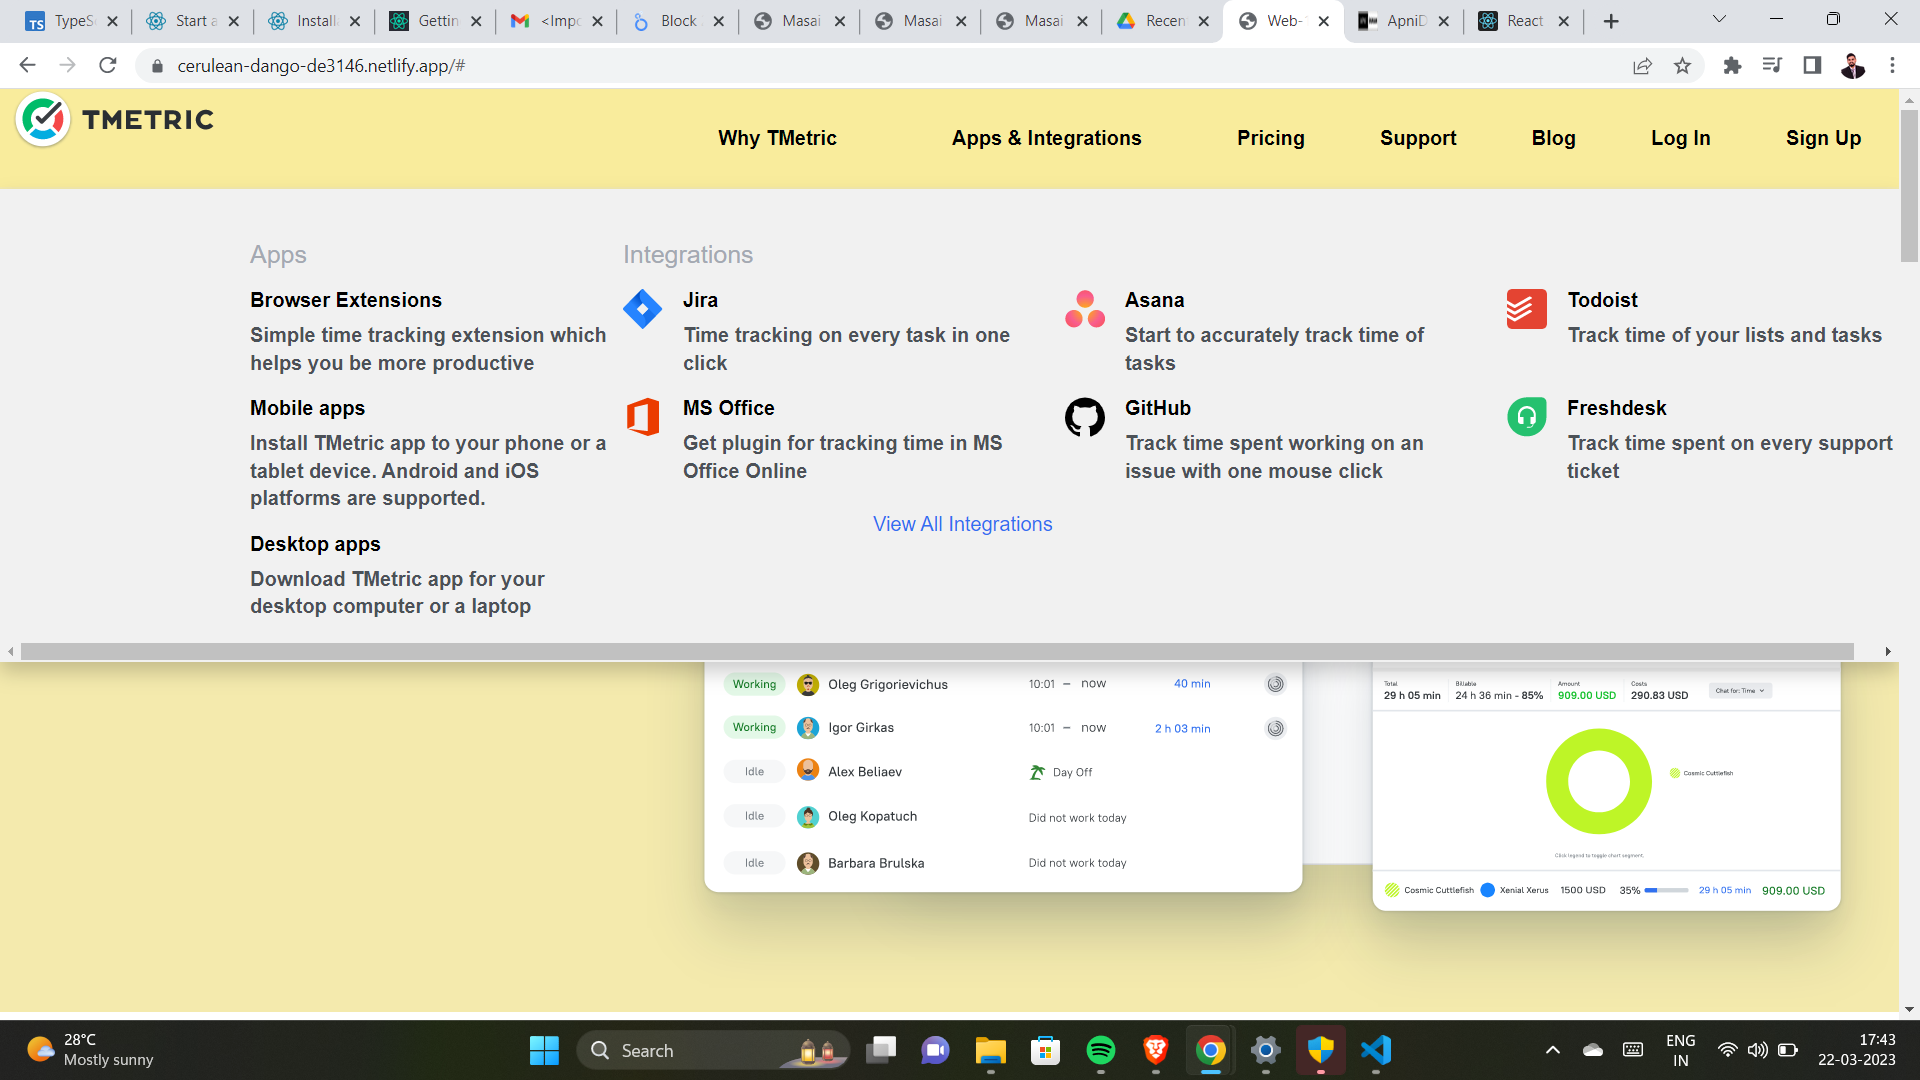 TypeSc
Start a
Installa
Gettin
<Impo
Block
Masai
Masai
Masai
Recen
Web-
ApniD
React
cerulean-dango-de3146.netlify.app/#
TMETRIC
Why TMetric
Apps & Integrations
Pricing
Support
Blog
Log In
Sign Up
Apps
Integrations
Browser Extensions
Simple time tracking extension which
helps you be more productive
Mobile apps
Install TMetric app to your phone or a
tablet device. Android and iOS
platforms are supported.
Desktop apps
Download TMetric app for your
desktop computer or a laptop
Jira
Time tracking on every task in one
click
MS Office
Get plugin for tracking time in MS
Office Online
Asana
Start to accurately track time of
tasks
GitHub
Track time spent working on an
issue with one mouse click
Todoist
Track time of your lists and tasks
Freshdesk
Track time spent on every support
ticket
View All Integrations
Working Oleg Grigorievichus 10:01 – now 40 min
Working Igor Girkas 10:01 – now 2 h 03 min
Idle Alex Beliaev Day Off
Idle Oleg Kopatuch Did not work today
Idle Barbara Brulska Did not work today
Total Billable Amount Costs
29 h 05 min 24 h 36 min - 85% 909.00 USD 290.83 USD Chat for: Time
Cosmic Cuttlefish
Click legend to toggle chart segment.
Cosmic Cuttlefish Xenial Xerus 1500 USD 35% 29 h 05 min 909.00 USD
28°C
Mostly sunny
Search
ENG
IN
17:43
22-03-2023